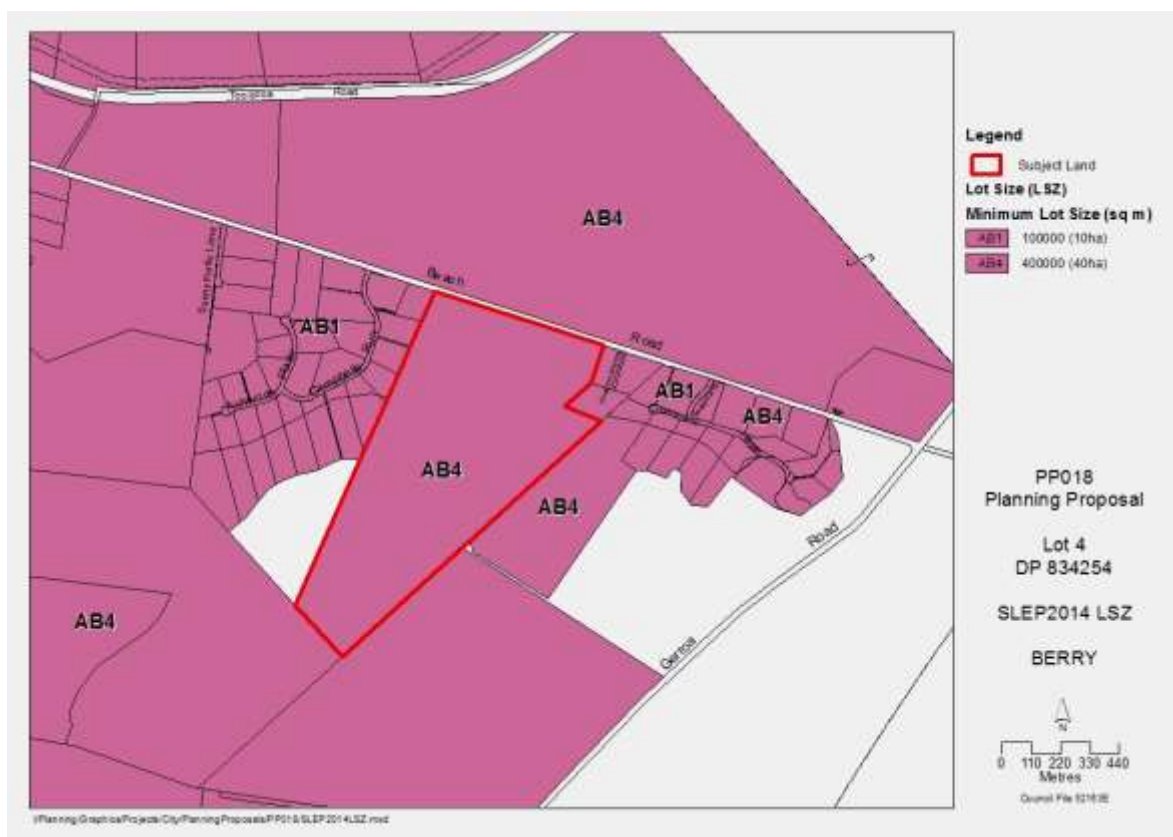 Road
AB4
Beach
Road
AB1
AB1
AB4
AB4
AB4
Road
Gerroa
AB4
Legend
Subject Land
Lot Size (LSZ)
Minimum Lot Size (sq m)
AB1 100000 (10ha)
AB4 400000 (40ha)
PP018
Planning Proposal
Lot 4
DP 834254
SLEP2014 LSZ
BERRY
N
0 110 220 330 440
Metres